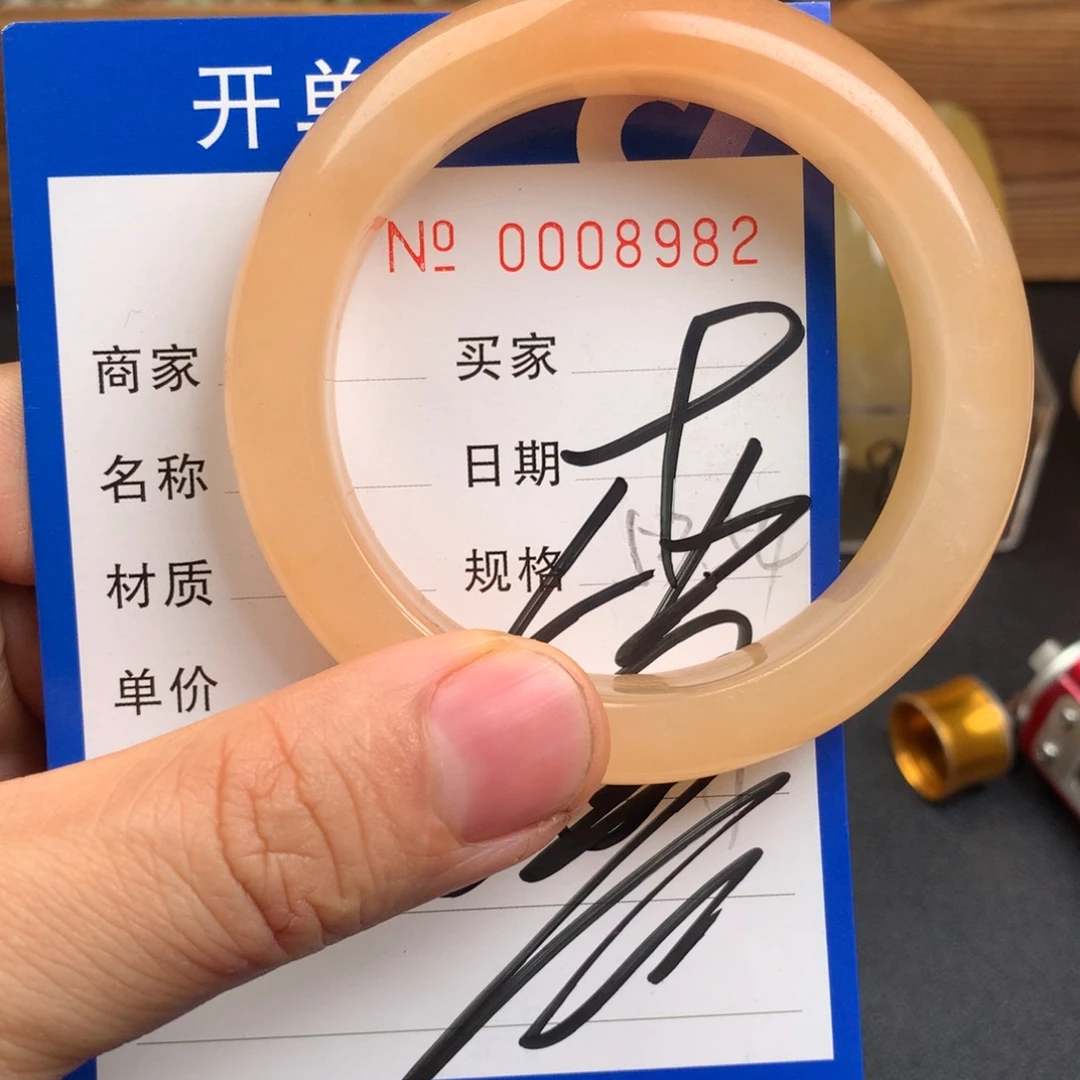 开单
№ 0008982
商家 买家
名称 日期
材质 规格
单价